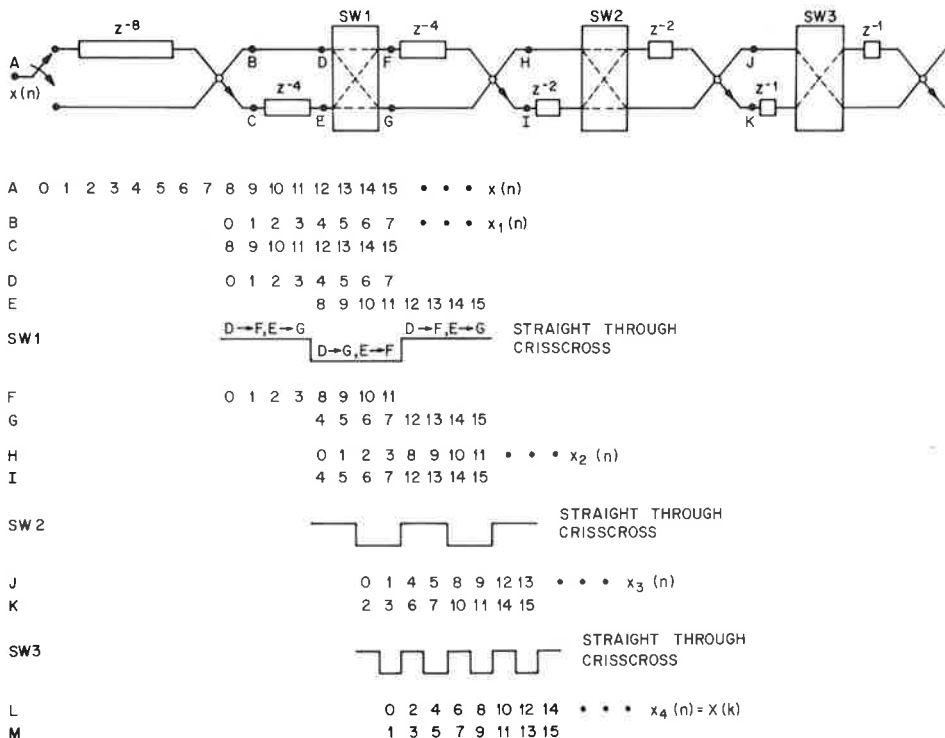 SW1 SW2 SW3
z⁻⁸ z⁻⁴ z⁻² z⁻¹
A B D F H J
x(n)
z⁻⁴ z⁻² z⁻¹
C E G I K
A 0 1 2 3 4 5 6 7 8 9 10 11 12 13 14 15 • • • x(n)
B 0 1 2 3 4 5 6 7 • • • x₁(n)
C 8 9 10 11 12 13 14 15
D 0 1 2 3 4 5 6 7
E 8 9 10 11 12 13 14 15
SW1 D→F,E→G D→G,E→F D→F,E→G STRAIGHT THROUGH
CRISSCROSS
F 0 1 2 3 8 9 10 11
G 4 5 6 7 12 13 14 15
H 0 1 2 3 8 9 10 11 • • • x₂ (n)
I 4 5 6 7 12 13 14 15
SW2 STRAIGHT THROUGH
CRISSCROSS
J 0 1 4 5 8 9 12 13 • • • x₃ (n)
K 2 3 6 7 10 11 14 15
SW3 STRAIGHT THROUGH
CRISSCROSS
L 0 2 4 6 8 10 12 14 • • • x₄ (n) = X(k)
M 1 3 5 7 9 11 13 15